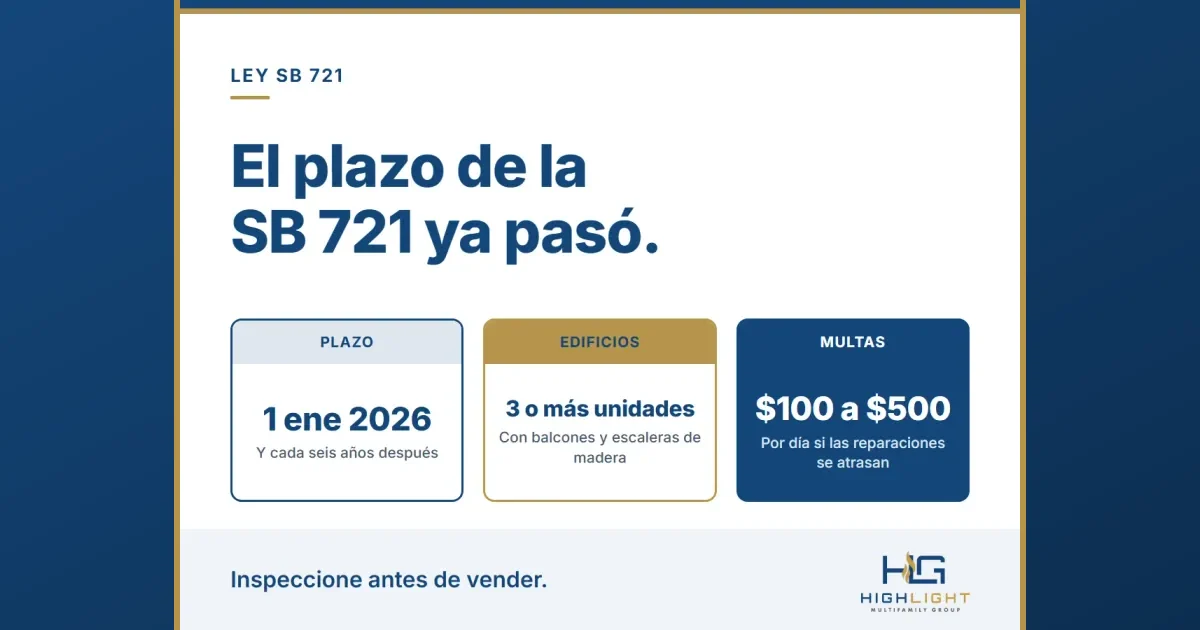 LEY SB 721
El plazo de la
SB 721 ya pasó.
PLAZO
1 ene 2026
Y cada seis años después
EDIFICIOS
3 o más unidades
Con balcones y escaleras de
madera
MULTAS
$100 a $500
Por día si las reparaciones
se atrasan
Inspeccione antes de vender.
HLG
HIGHLIGHT
MULTIFAMILY GROUP